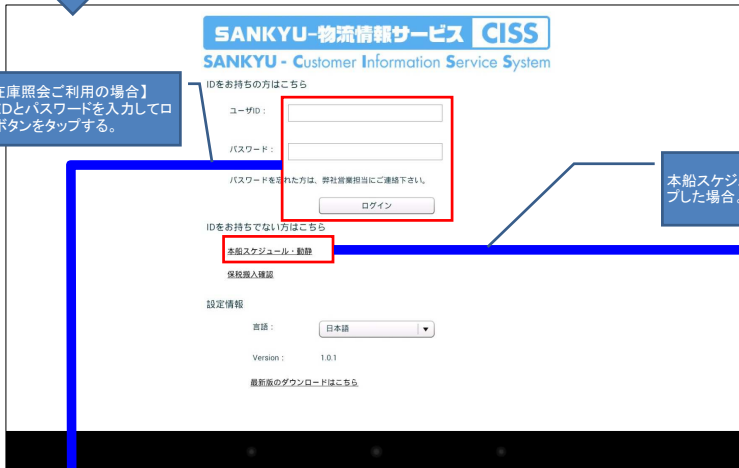 SANKYU-物流情報サービス CISS
SANKYU - Customer Information Service System
IDをお持ちの方はこちら
在庫照会ご利用の場合】
IDとパスワードを入力してロ
ボタンをタップする。
ユーザID：
パスワード：
パスワードを忘れた方は、弊社営業担当にご連絡下さい。
ログイン
本船スケジュ
プした場合。
IDをお持ちでない方はこちら
本船スケジュール・動静
保税搬入確認
設定情報
言語： 日本語
Version： 1.0.1
最新版のダウンロードはこちら